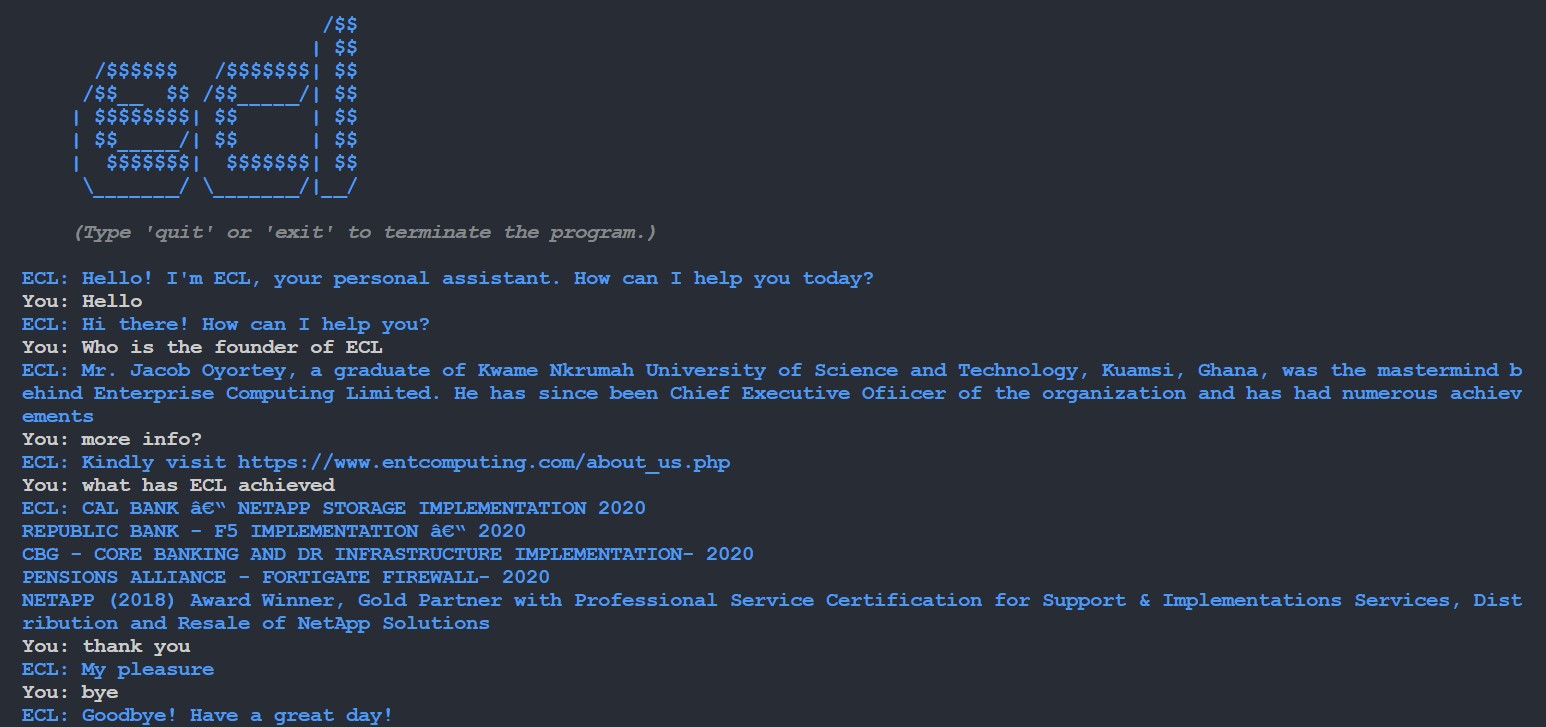 /$$
                        | $$
      /$$$$$$   /$$$$$$$| $$
     /$$__  $$ /$$_____/| $$
    | $$$$$$$$| $$      | $$
    | $$_____/| $$      | $$
    |  $$$$$$$|  $$$$$$$| $$
     \_______/ \_______/|__/
(Type 'quit' or 'exit' to terminate the program.)
ECL: Hello! I'm ECL, your personal assistant. How can I help you today?
You: Hello
ECL: Hi there! How can I help you?
You: Who is the founder of ECL
ECL: Mr. Jacob Oyortey, a graduate of Kwame Nkrumah University of Science and Technology, Kuamsi, Ghana, was the mastermind b
ehind Enterprise Computing Limited. He has since been Chief Executive Ofiicer of the organization and has had numerous achiev
ements
You: more info?
ECL: Kindly visit https://www.entcomputing.com/about_us.php
You: what has ECL achieved
ECL: CAL BANK â€“ NETAPP STORAGE IMPLEMENTATION 2020
REPUBLIC BANK - F5 IMPLEMENTATION â€“ 2020
CBG - CORE BANKING AND DR INFRASTRUCTURE IMPLEMENTATION- 2020
PENSIONS ALLIANCE - FORTIGATE FIREWALL- 2020
NETAPP (2018) Award Winner, Gold Partner with Professional Service Certification for Support & Implementations Services, Dist
ribution and Resale of NetApp Solutions
You: thank you
ECL: My pleasure
You: bye
ECL: Goodbye! Have a great day!